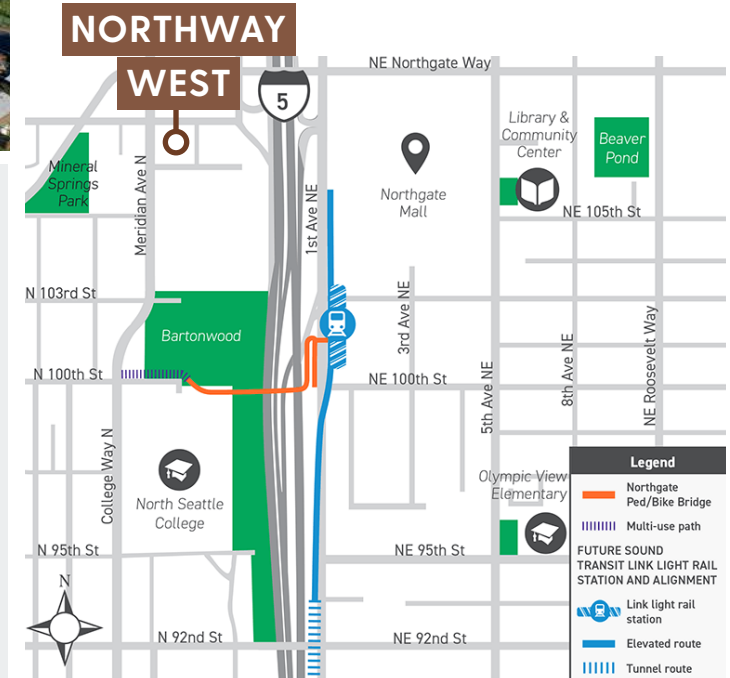 NORTHWAY
WEST
NE Northgate Way
5
Library &
Community
Center
Beaver
Pond
Mineral
Springs
Park
Meridian Ave N
1st Ave NE
Northgate
Mall
NE 105th St
N 103rd St
Bartonwood
3rd Ave NE
NE Roosevelt Way
8th Ave NE
5th Ave NE
N 100th St
NE 100th St
College Way N
North Seattle
College
Olympic View
Elementary
N 95th St
NE 95th St
N
N 92nd St
NE 92nd St
Legend
Northgate
Ped/Bike Bridge
Multi-use path
FUTURE SOUND
TRANSIT LINK LIGHT RAIL
STATION AND ALIGNMENT
Link light rail
station
Elevated route
Tunnel route